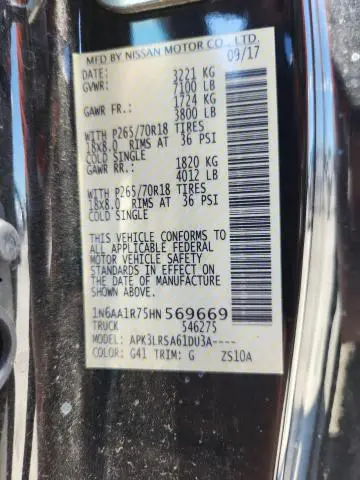 MFD BY NISSAN MOTOR CO., LTD.
DATE: 09/17
GVWR: 3221 KG
7100 LB
GAWR FR.: 1724 KG
3800 LB
WITH P265/70R18 TIRES
18x8.0 RIMS AT 36 PSI
COLD SINGLE
GAWR RR.: 1820 KG
4012 LB
WITH P265/70R18 TIRES
18x8.0 RIMS AT 36 PSI
COLD SINGLE
THIS VEHICLE CONFORMS TO
ALL APPLICABLE FEDERAL
MOTOR VEHICLE SAFETY
STANDARDS IN EFFECT ON
THE DATE OF MANUFACTURE
SHOWN ABOVE
1N6AA1R75HN 569669
TRUCK 546275
MODEL: APK3LRSA61DU3A----
COLOR: G41 TRIM: G ZS10A